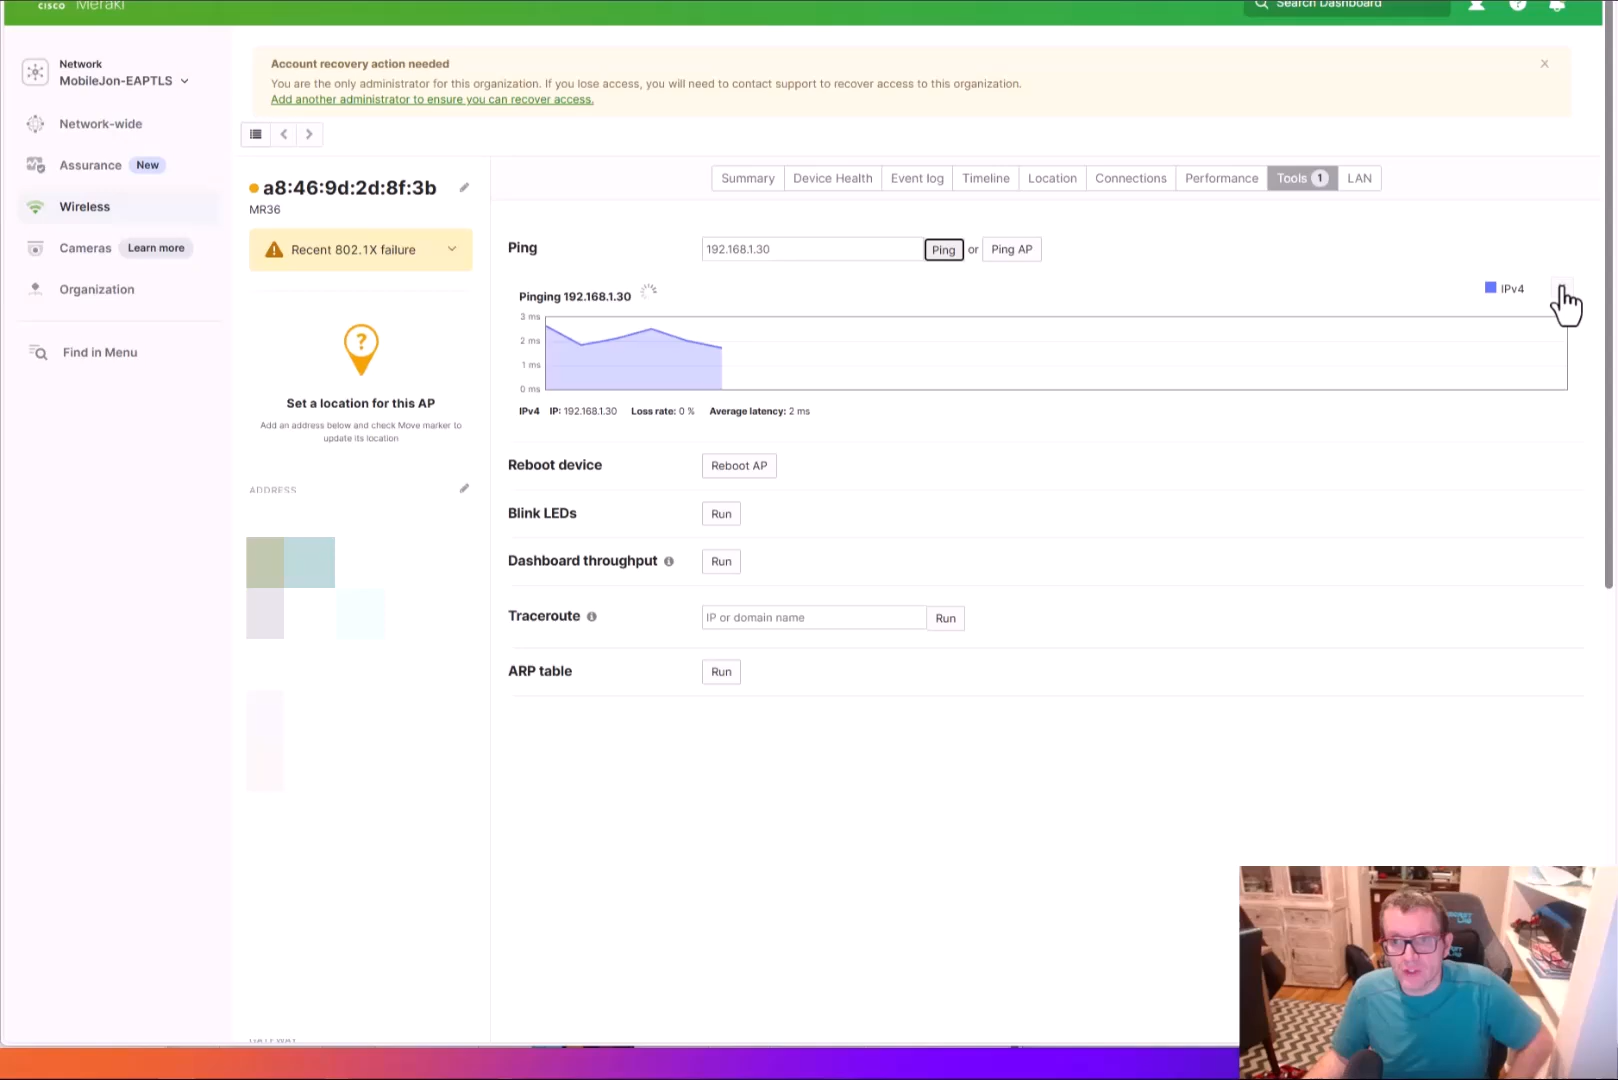 CISCO Meraki
Search Dashboard
Network
MobileJon-EAPTLS
Network-wide
Assurance New
Wireless
Cameras Learn more
Organization
Find in Menu
Account recovery action needed
You are the only administrator for this organization. If you lose access, you will need to contact support to recover access to this organization.
Add another administrator to ensure you can recover access.
a8:46:9d:2d:8f:3b
MR36
Recent 802.1X failure
?
Set a location for this AP
Add an address below and check Move marker to
update its location
ADDRESS
Summary Device Health Event log Timeline Location Connections Performance Tools 1 LAN
Ping 192.168.1.30 Ping or Ping AP
Pinging 192.168.1.30
IPv4
3 ms
2 ms
1 ms
0 ms
IPv4 IP: 192.168.1.30 Loss rate: 0 % Average latency: 2 ms
Reboot device Reboot AP
Blink LEDs Run
Dashboard throughput Run
Traceroute IP or domain name Run
ARP table Run